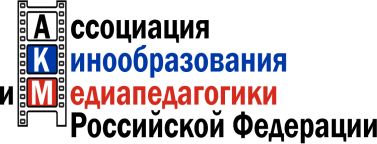 Ассоциация
Кинообразования
и Медиапедагогики
Российской Федерации